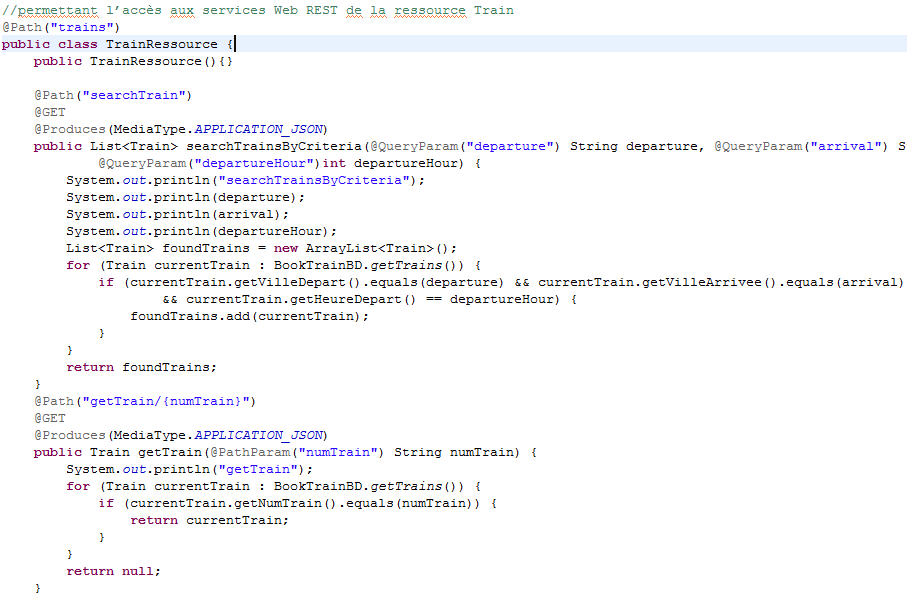 //permettant l’accès aux services Web REST de la ressource Train
@Path("trains")
public class TrainRessource {
    public TrainRessource(){}

    @Path("searchTrain")
    @GET
    @Produces(MediaType.APPLICATION_JSON)
    public List<Train> searchTrainsByCriteria(@QueryParam("departure") String departure, @QueryParam("arrival") S
            @QueryParam("departureHour")int departureHour) {
        System.out.println("searchTrainsByCriteria");
        System.out.println(departure);
        System.out.println(arrival);
        System.out.println(departureHour);
        List<Train> foundTrains = new ArrayList<Train>();
        for (Train currentTrain : BookTrainBD.getTrains()) {
            if (currentTrain.getVilleDepart().equals(departure) && currentTrain.getVilleArrivee().equals(arrival)
                    && currentTrain.getHeureDepart() == departureHour) {
                foundTrains.add(currentTrain);
            }
        }
        return foundTrains;
    }
    @Path("getTrain/{numTrain}")
    @GET
    @Produces(MediaType.APPLICATION_JSON)
    public Train getTrain(@PathParam("numTrain") String numTrain) {
        System.out.println("getTrain");
        for (Train currentTrain : BookTrainBD.getTrains()) {
            if (currentTrain.getNumTrain().equals(numTrain)) {
                return currentTrain;
            }
        }
        return null;
    }